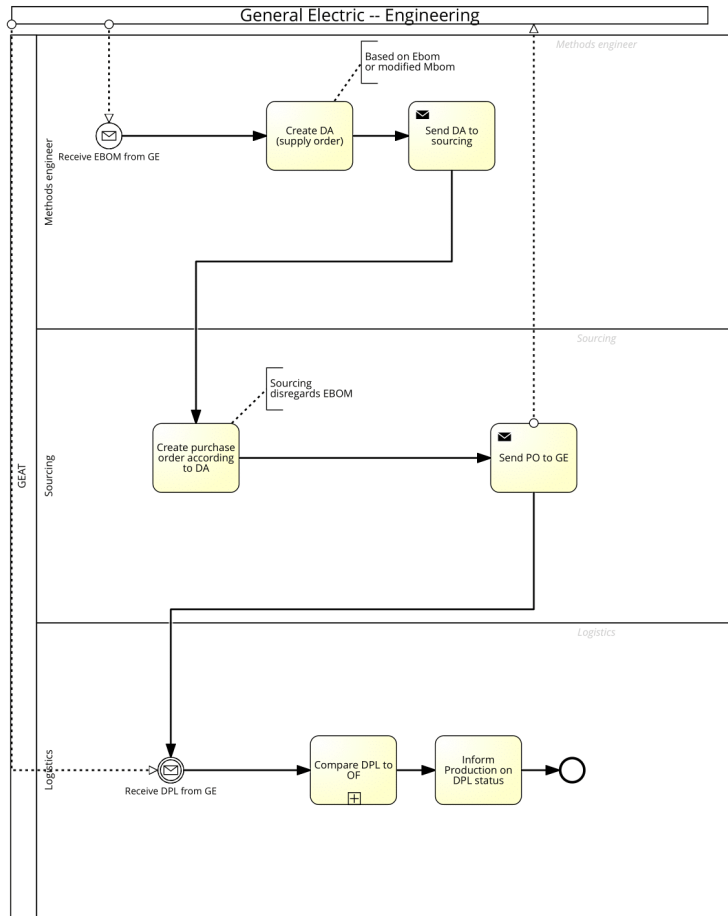 General Electric -- Engineering
Methods engineer
Based on Ebom
or modified Mbom
Create DA
(supply order)
Send DA to
sourcing
Receive EBOM from GE
Methods engineer
Sourcing
Sourcing
disregards EBOM
Create purchase
order according
to DA
Send PO to GE
GEAT
Sourcing
Logistics
Logistics
Compare DPL to
OF
Inform
Production on
DPL status
Receive DPL from GE